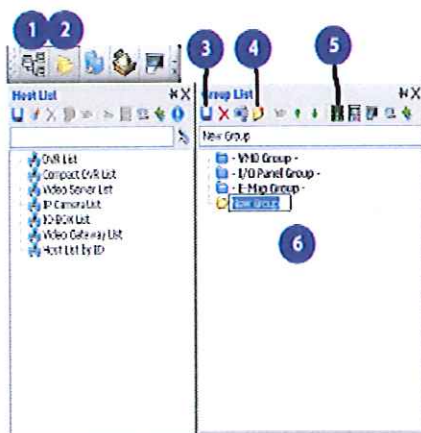 1 2 3 4 5
Host List
Group List
New Group
DVR List
Compact DVR List
Video Server List
IP Camera List
IO-BOX List
Video Gateway List
Host List by ID
- VMD Group -
- I/O Panel Group -
- E-Map Group -
New Group
6